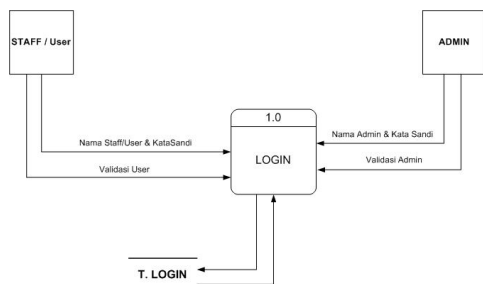 STAFF / User
ADMIN
1.0
Nama Staff/User & KataSandi
Nama Admin & Kata Sandi
LOGIN
Validasi User
Validasi Admin
T. LOGIN